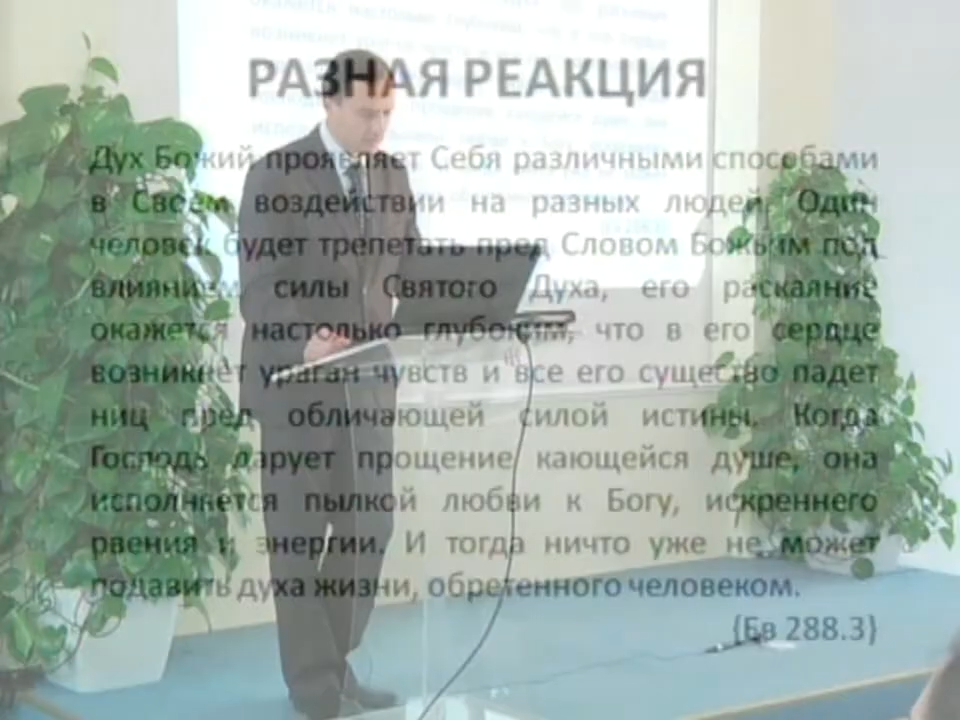 РАЗНАЯ РЕАКЦИЯ
Дух Божий проявляет Себя различными способами
в Своем воздействии на разных людей. Один
человек будет трепетать пред Словом Божьим под
влиянием силы Святого Духа, его раскаяние
окажется настолько глубоким, что в его сердце
возникнет ураган чувств и все его существо падет
ниц пред обличающей силой истины. Когда
Господь дарует прощение кающейся душе, она
исполняется пылкой любви к Богу, искреннего
рвения и энергии. И тогда ничто уже не может
подавить духа жизни, обретенного человеком.
(Ев 288.3)